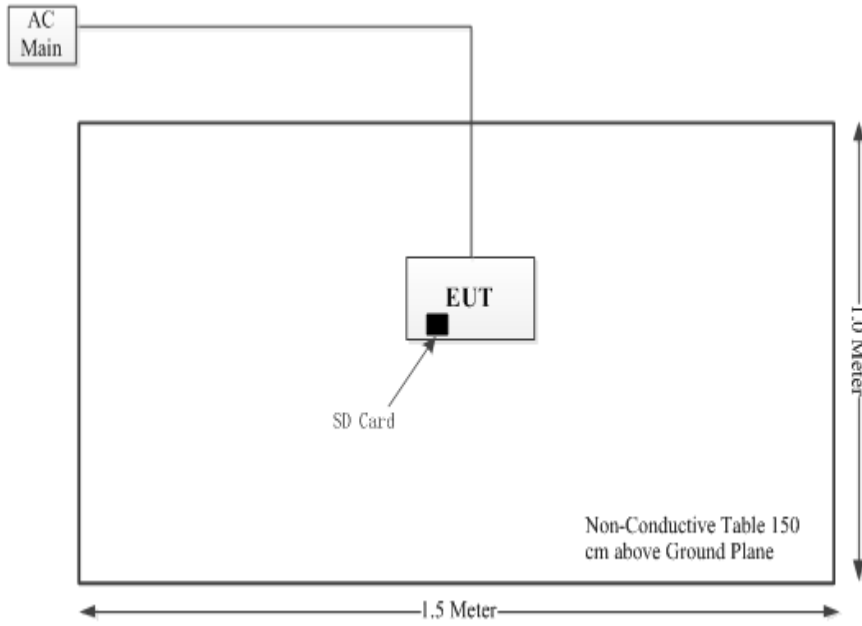 AC
Main
EUT
SD Card
1.0 Meter
Non-Conductive Table 150
cm above Ground Plane
1.5 Meter